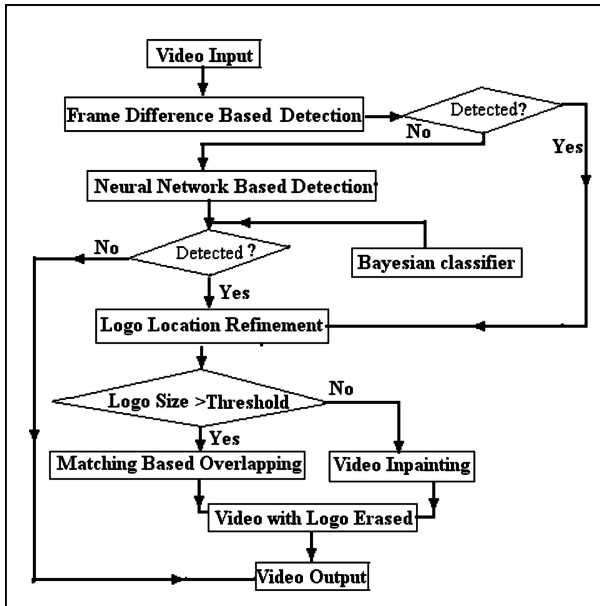 Video Input
Frame Difference Based Detection
Detected?
No
Yes
Neural Network Based Detection
No
Detected ?
Bayesian classifier
Yes
Logo Location Refinement
Logo Size >Threshold
No
Yes
Matching Based Overlapping
Video Inpainting
Video with Logo Erased
Video Output